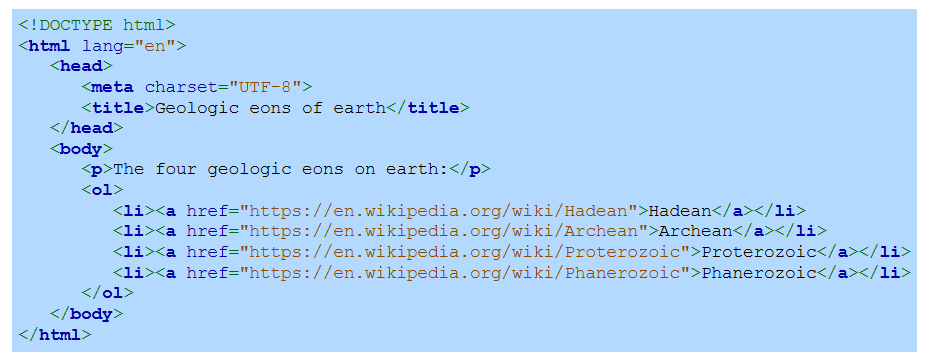 <!DOCTYPE html>
<html lang="en">
   <head>
      <meta charset="UTF-8">
      <title>Geologic eons of earth</title>
   </head>
   <body>
      <p>The four geologic eons on earth:</p>
      <ol>
         <li><a href="https://en.wikipedia.org/wiki/Hadean">Hadean</a></li>
         <li><a href="https://en.wikipedia.org/wiki/Archean">Archean</a></li>
         <li><a href="https://en.wikipedia.org/wiki/Proterozoic">Proterozoic</a></li>
         <li><a href="https://en.wikipedia.org/wiki/Phanerozoic">Phanerozoic</a></li>
      </ol>
   </body>
</html>